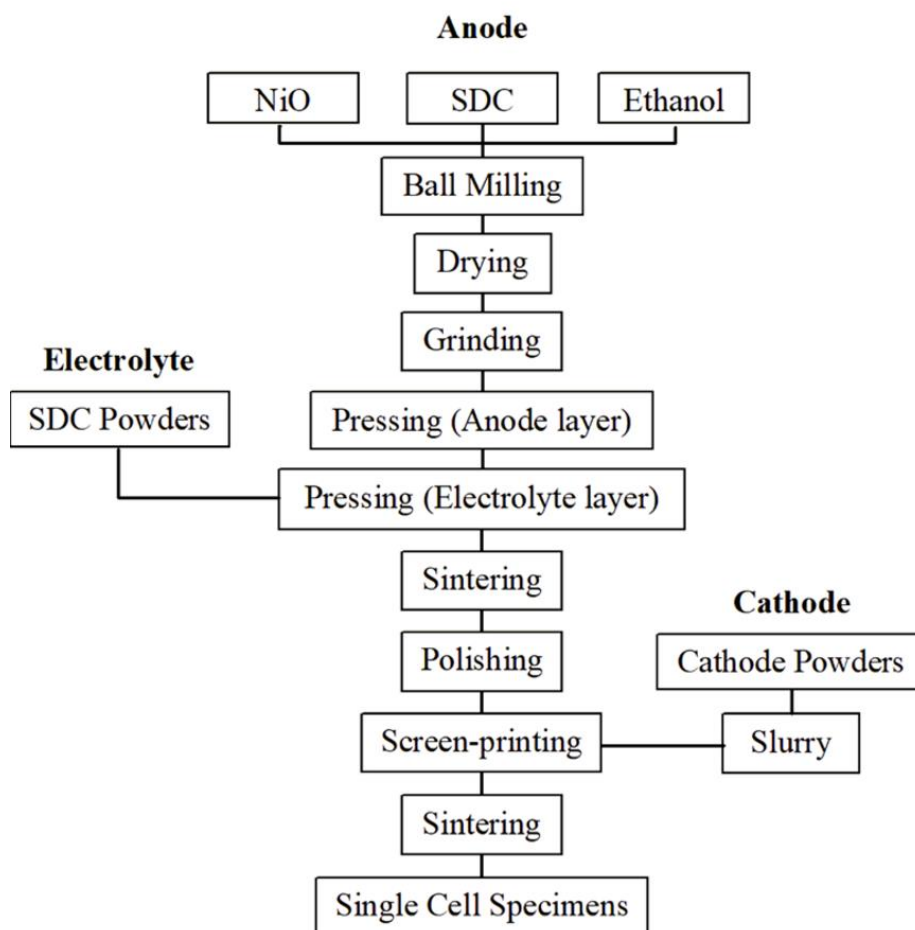 Anode
NiO
SDC
Ethanol
Ball Milling
Drying
Grinding
Electrolyte
SDC Powders
Pressing (Anode layer)
Pressing (Electrolyte layer)
Sintering
Cathode
Polishing
Cathode Powders
Screen-printing
Slurry
Sintering
Single Cell Specimens